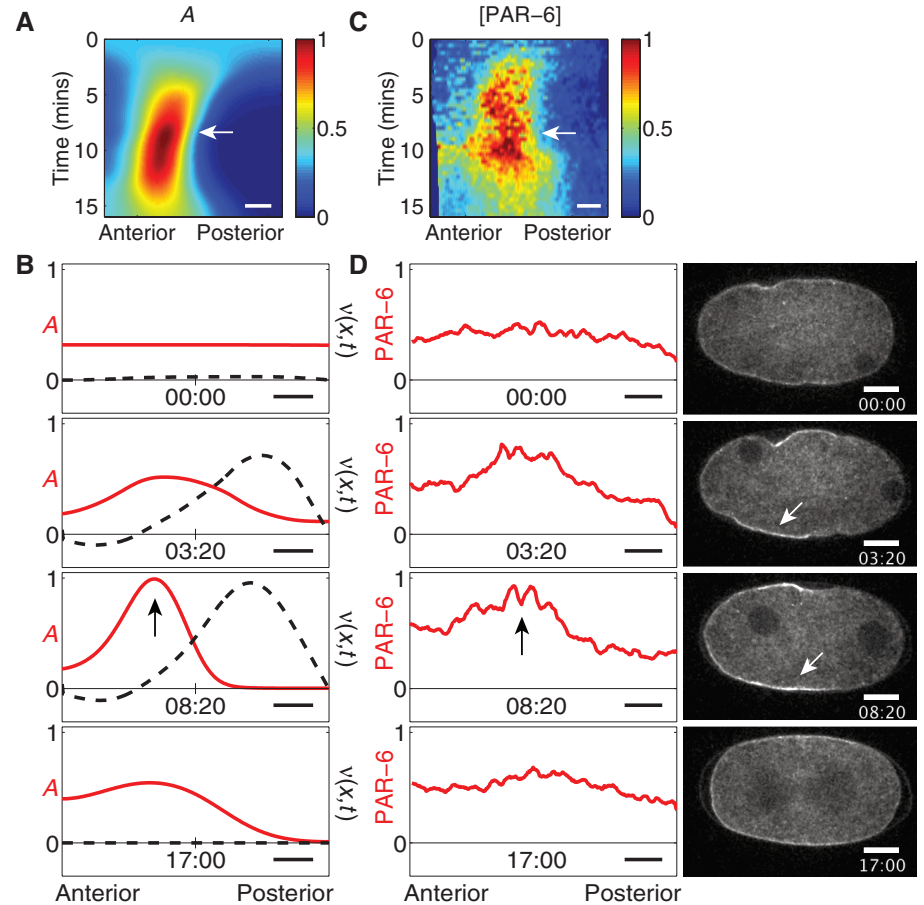 A
A
0
5
10
15
Time (mins)
Anterior
Posterior
1
0.5
0
C
[PAR−6]
0
5
10
15
Time (mins)
Anterior
Posterior
1
0.5
0
B
1
A
0
00:00
v(x,t)
1
A
0
03:20
v(x,t)
1
A
0
08:20
v(x,t)
1
A
0
17:00
v(x,t)
Anterior
Posterior
D
1
PAR−6
0
00:00
00:00
1
PAR−6
0
03:20
03:20
1
PAR−6
0
08:20
08:20
1
PAR−6
0
17:00
17:00
Anterior
Posterior